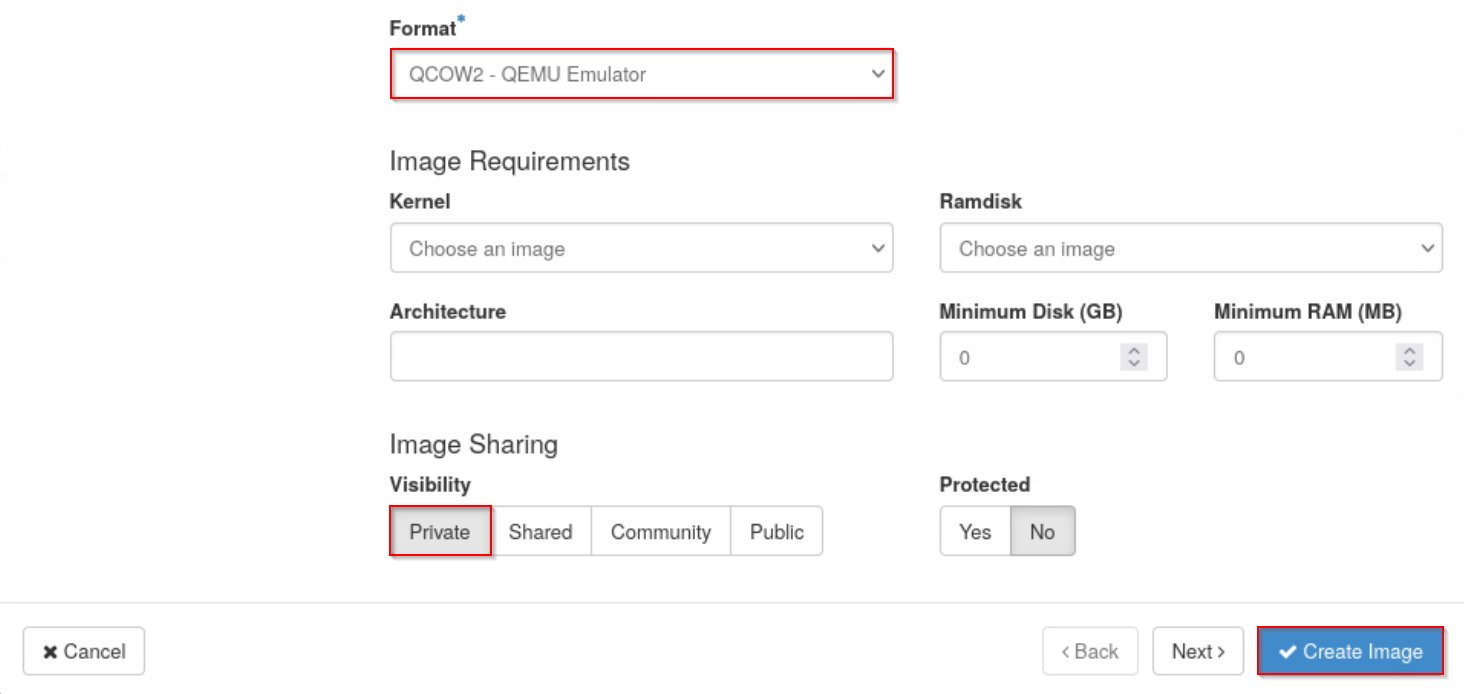 Format*
QCOW2 - QEMU Emulator
Image Requirements
Kernel
Ramdisk
Choose an image
Choose an image
Architecture
Minimum Disk (GB)
Minimum RAM (MB)
0
0
Image Sharing
Visibility
Protected
Private
Shared
Community
Public
Yes
No
Cancel
Back
Next
Create Image